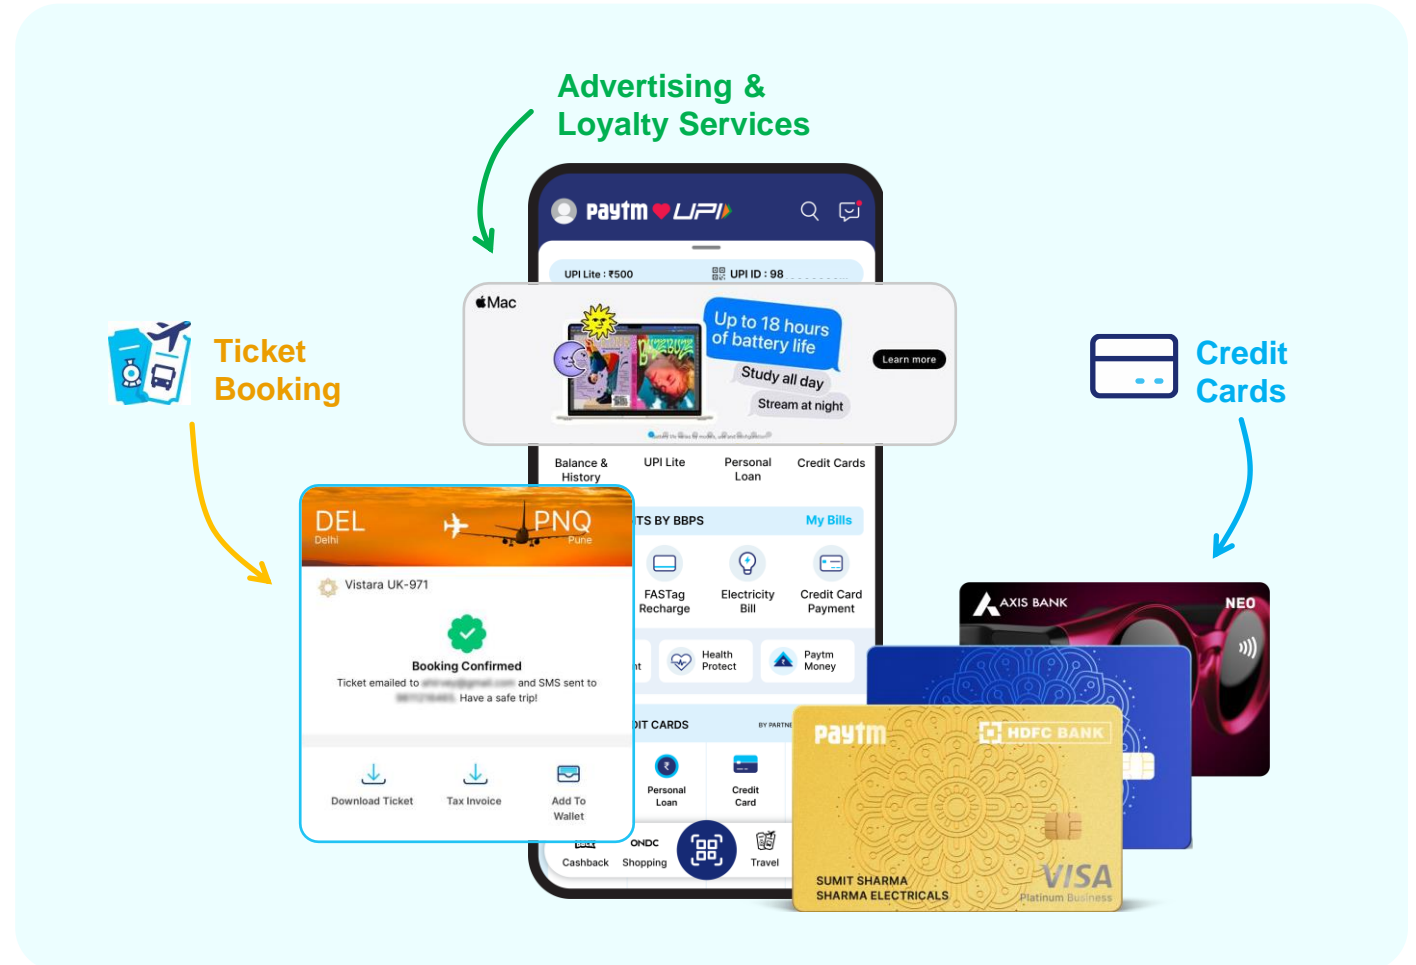 Advertising &
Loyalty Services
paytm UPI
UPI Lite : ₹500
UPI ID : 98
Mac
Up to 18 hours
of battery life
Study all day
Stream at night
Learn more
Ticket
Booking
Credit
Cards
Balance &
History
UPI Lite
Personal
Loan
Credit Cards
TS BY BBPS
My Bills
FASTag
Recharge
Electricity
Bill
Credit Card
Payment
Health
Protect
Paytm
Money
IT CARDS
BY PARTNE
Personal
Loan
Credit
Card
Cashback
ONDC
Shopping
Travel
DEL
Delhi
PNQ
Pune
Vistara UK-971
Booking Confirmed
Ticket emailed to and SMS sent to
Have a safe trip!
Download Ticket
Tax Invoice
Add To
Wallet
AXIS BANK
NEO
paytm
HDFC BANK
SUMIT SHARMA
SHARMA ELECTRICALS
VISA
Platinum Business